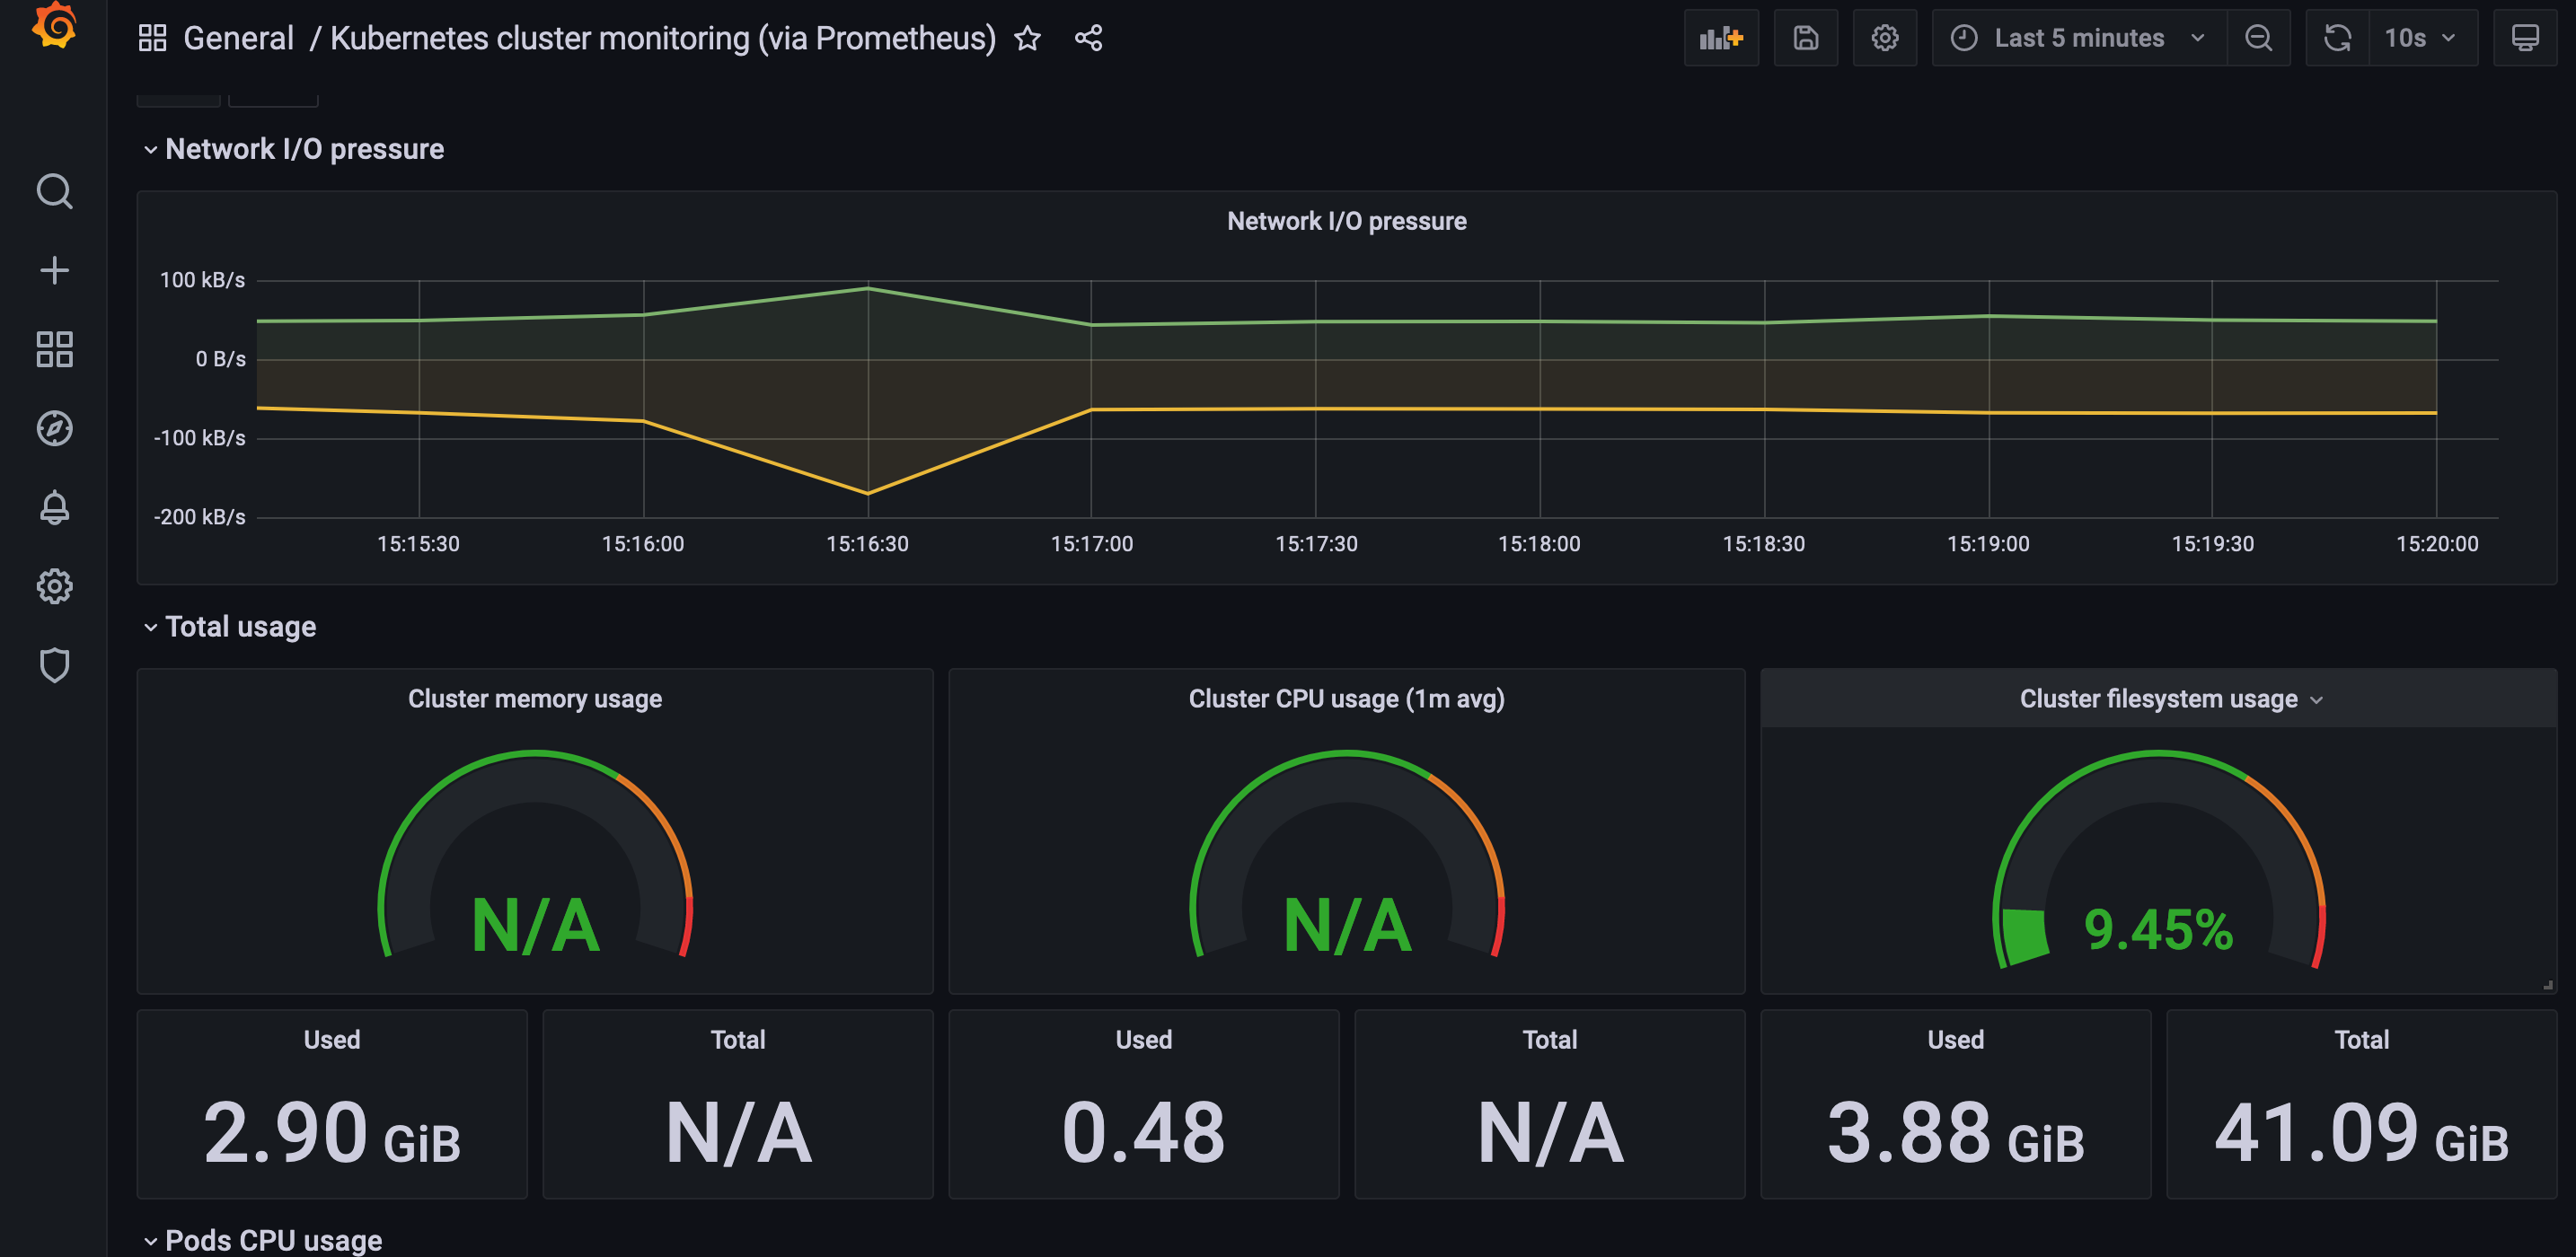 General / Kubernetes cluster monitoring (via Prometheus)
Last 5 minutes
10s
Network I/O pressure
Network I/O pressure
100 kB/s
0 B/s
-100 kB/s
-200 kB/s
15:15:30 15:16:00 15:16:30 15:17:00 15:17:30 15:18:00 15:18:30 15:19:00 15:19:30 15:20:00
Total usage
Cluster memory usage
N/A
Cluster CPU usage (1m avg)
N/A
Cluster filesystem usage
9.45%
Used
2.90 GiB
Total
N/A
Used
0.48
Total
N/A
Used
3.88 GiB
Total
41.09 GiB
Pods CPU usage